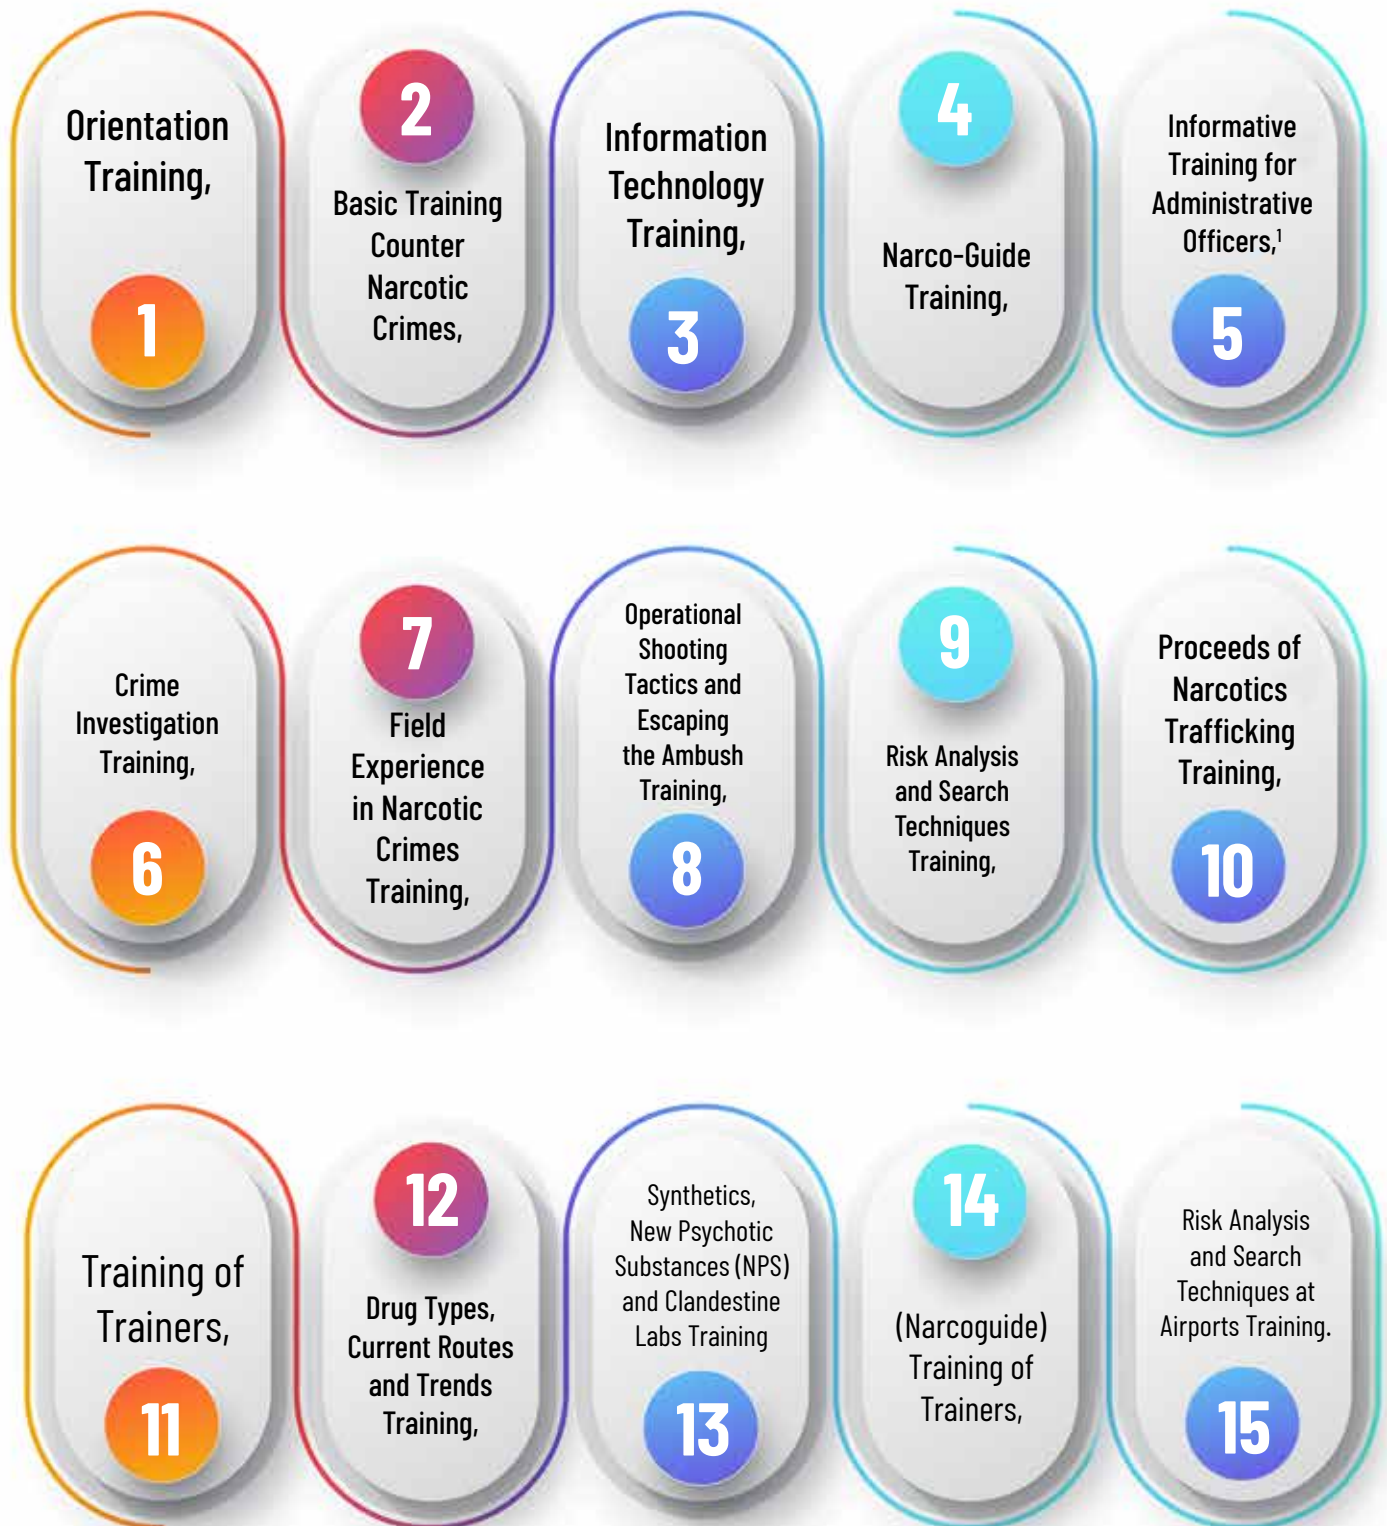 Orientation
Training,
1
2
Basic Training
Counter
Narcotic
Crimes,
Information
Technology
Training,
3
4
Narco-Guide
Training,
Informative
Training for
Administrative
Officers,¹
5
Crime
Investigation
Training,
6
7
Field
Experience
in Narcotic
Crimes
Training,
Operational
Shooting
Tactics and
Escaping
the Ambush
Training,
8
9
Risk Analysis
and Search
Techniques
Training,
Proceeds of
Narcotics
Trafficking
Training,
10
Training of
Trainers,
11
12
Drug Types,
Current Routes
and Trends
Training,
Synthetics,
New Psychotic
Substances (NPS)
and Clandestine
Labs Training
13
14
(Narcoguide)
Training of
Trainers,
Risk Analysis
and Search
Techniques at
Airports Training.
15